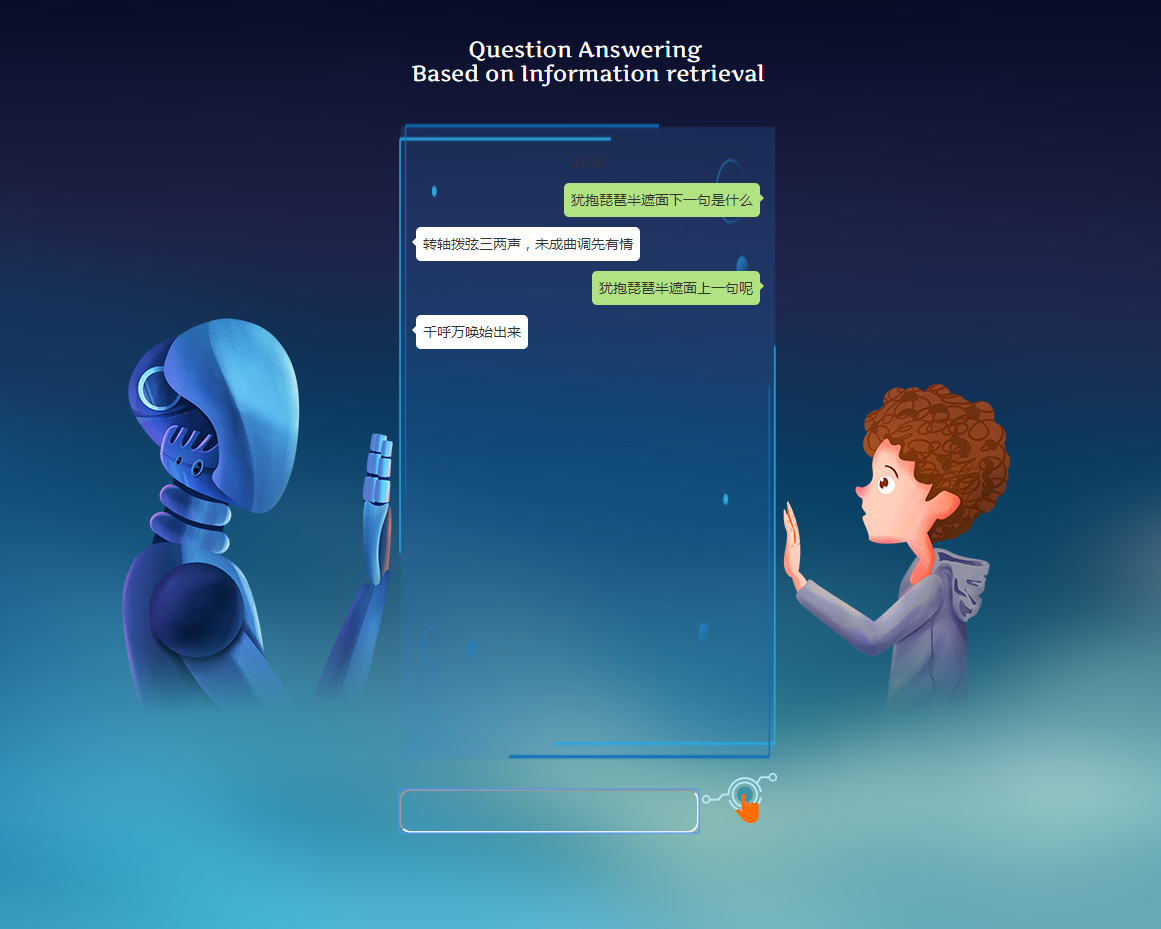 Question Answering
Based on Information retrieval
犹抱琵琶半遮面下一句是什么
转轴拨弦三两声，未成曲调先有情
犹抱琵琶半遮面上一句呢
千呼万唤始出来